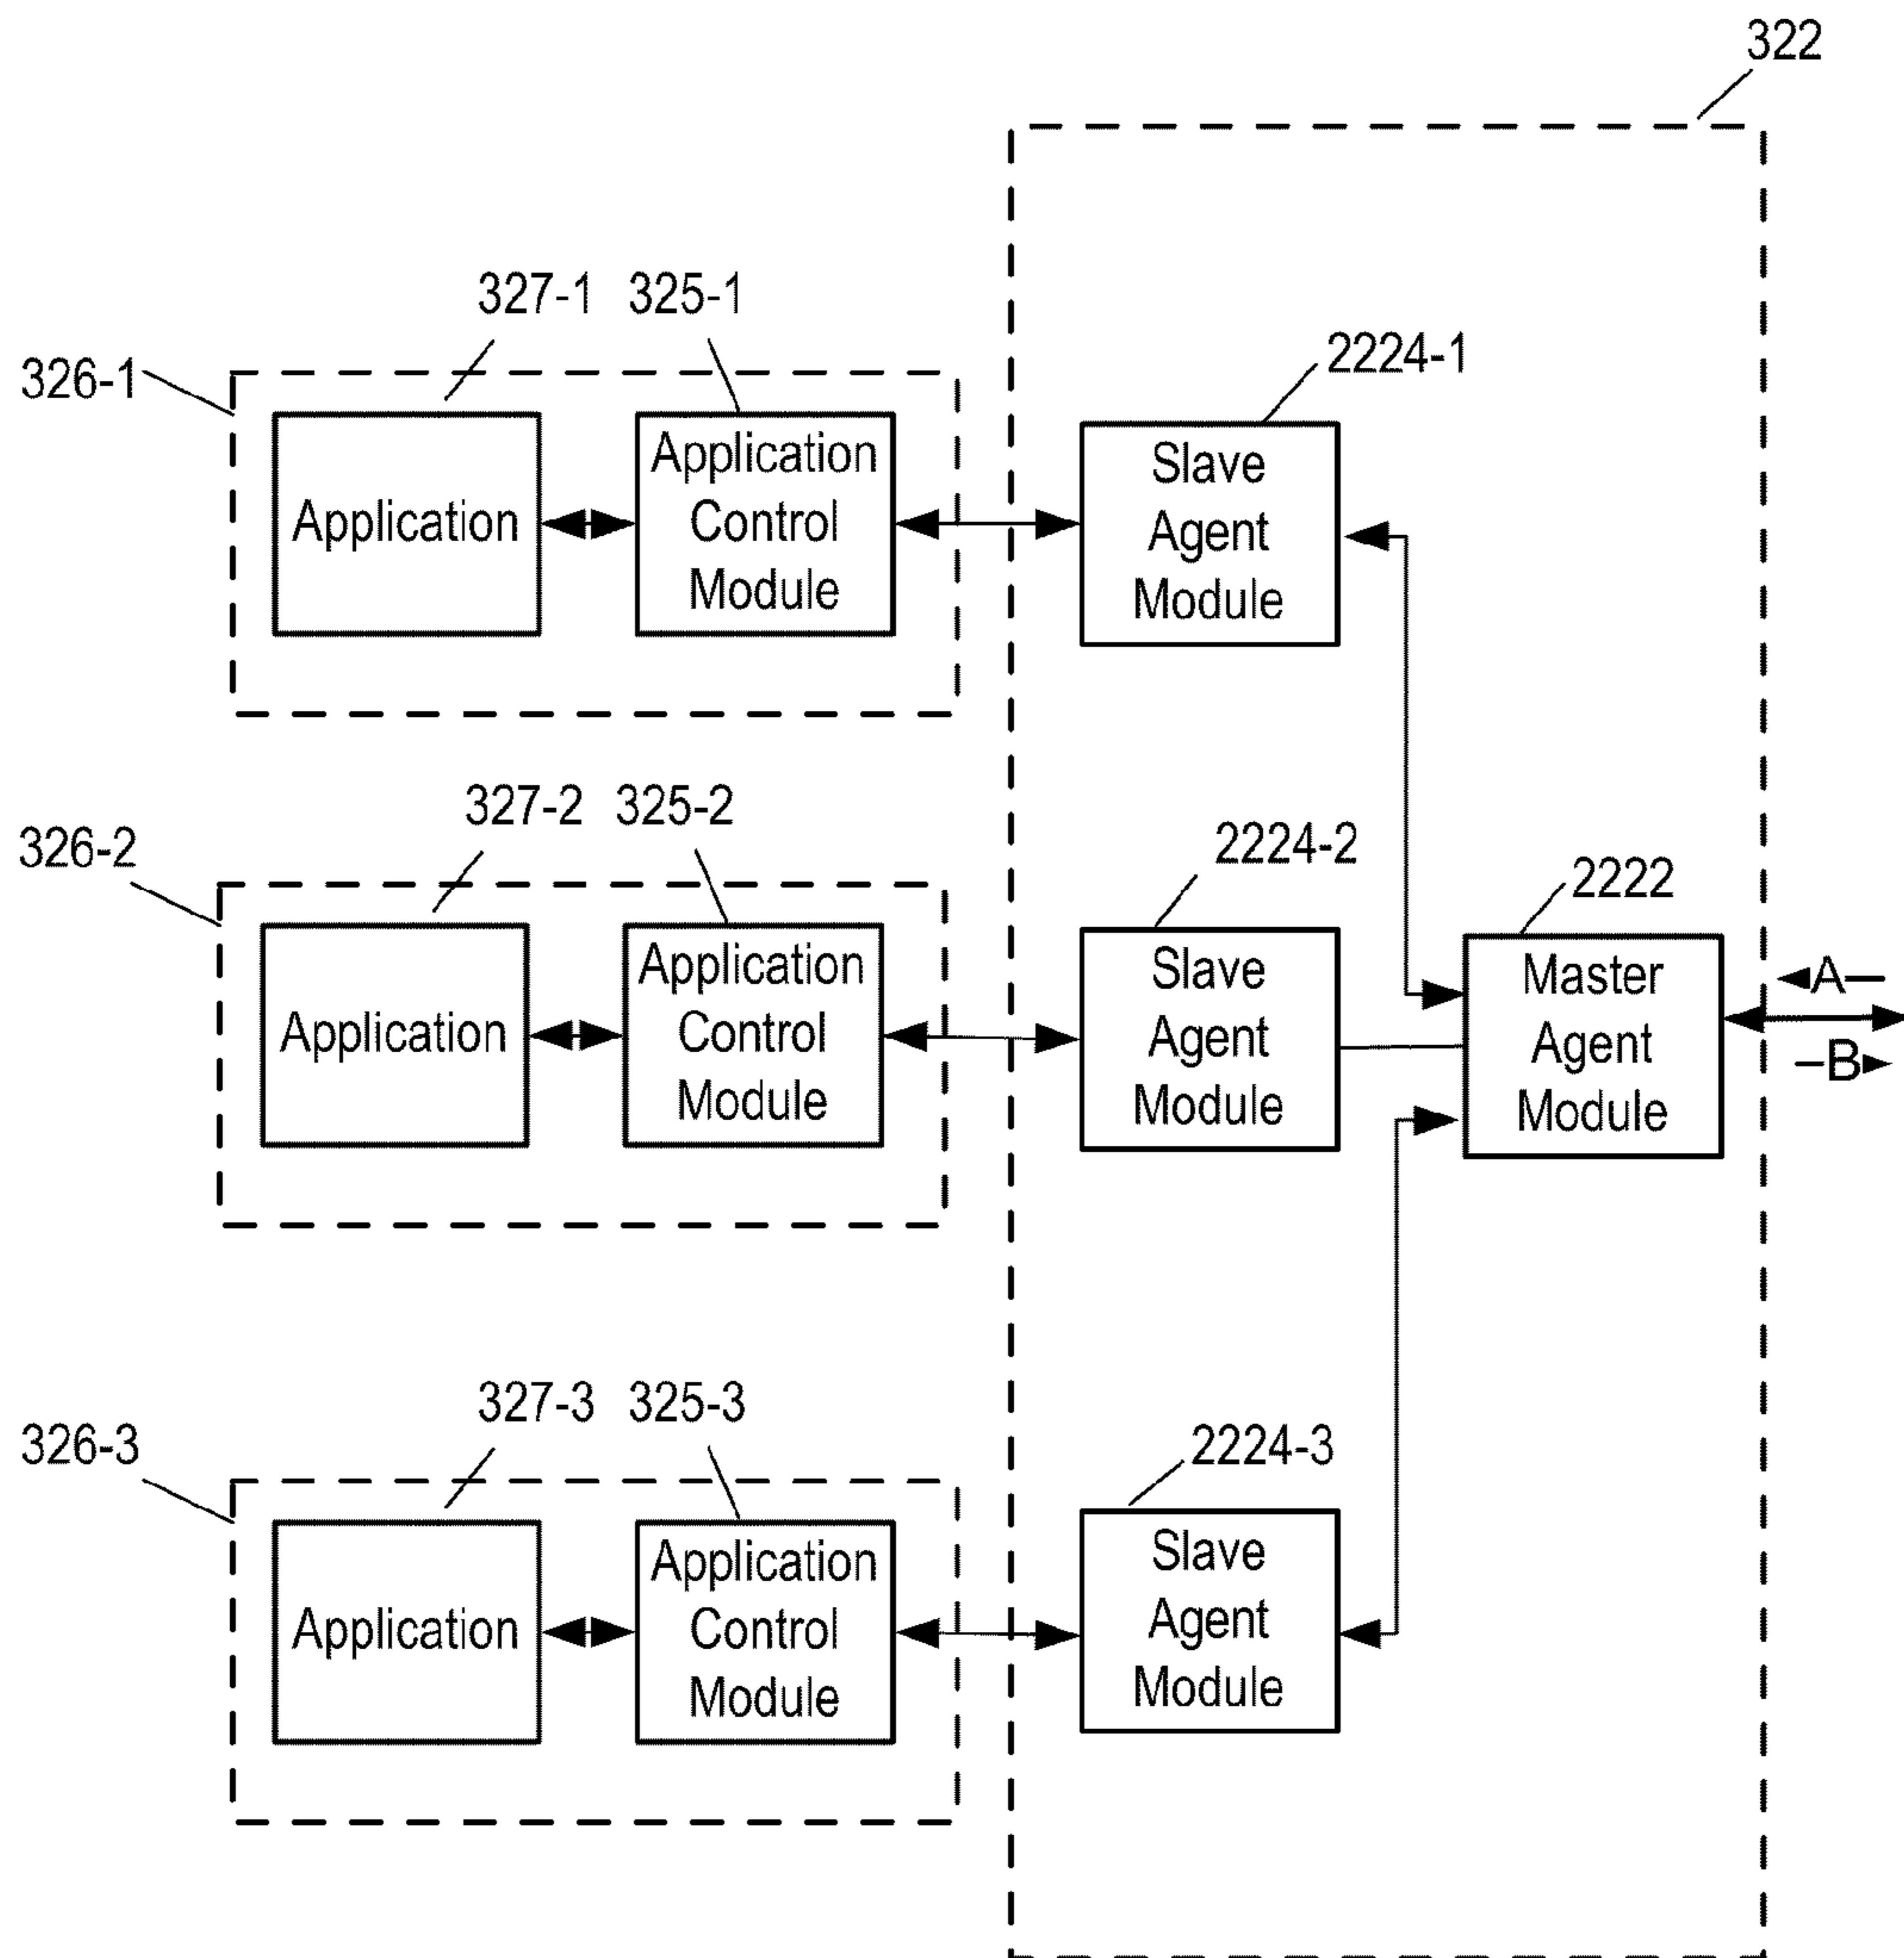 322
327-1 325-1
326-1
2224-1
Application
Application
Control
Module
Slave
Agent
Module
327-2 325-2
326-2
2224-2
2222
Application
Application
Control
Module
Slave
Agent
Module
Master
Agent
Module
A
B
327-3 325-3
326-3
2224-3
Application
Application
Control
Module
Slave
Agent
Module